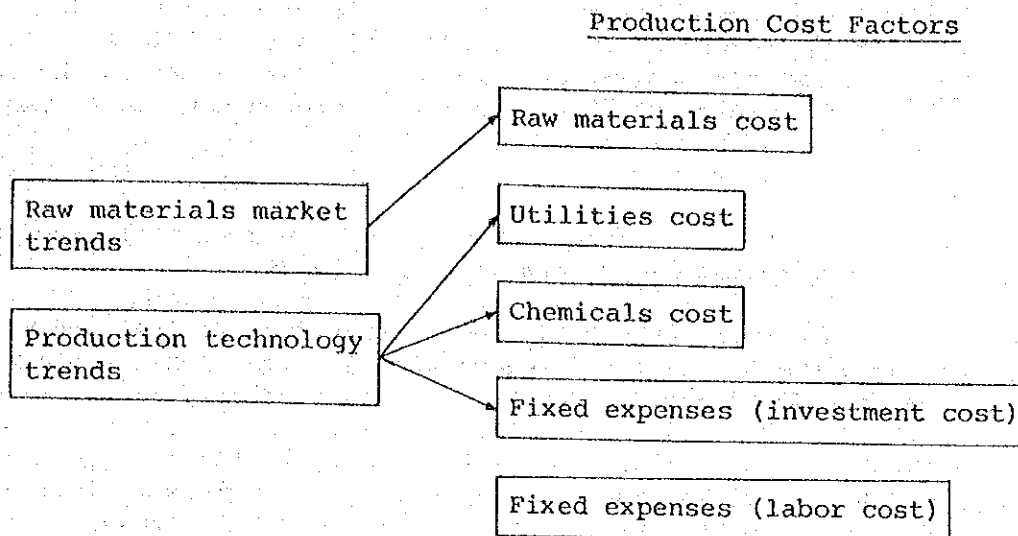 Production Cost Factors
Raw materials cost
Raw materials market
trends
Utilities cost
Chemicals cost
Production technology
trends
Fixed expenses (investment cost)
Fixed expenses (labor cost)